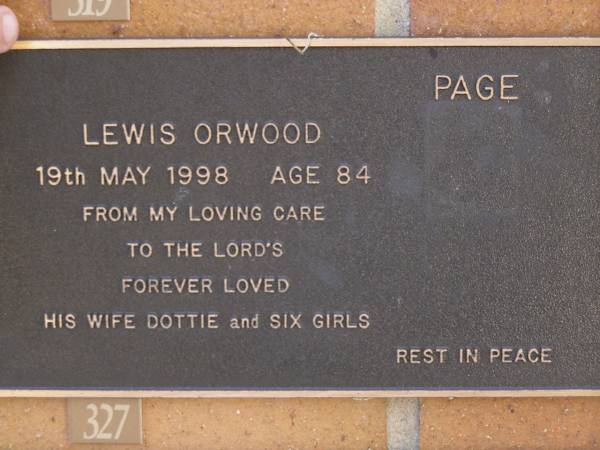 319
PAGE
LEWIS ORWOOD
19th MAY 1998 AGE 84
FROM MY LOVING CARE
TO THE LORD'S
FOREVER LOVED
HIS WIFE DOTTIE and SIX GIRLS
REST IN PEACE
327